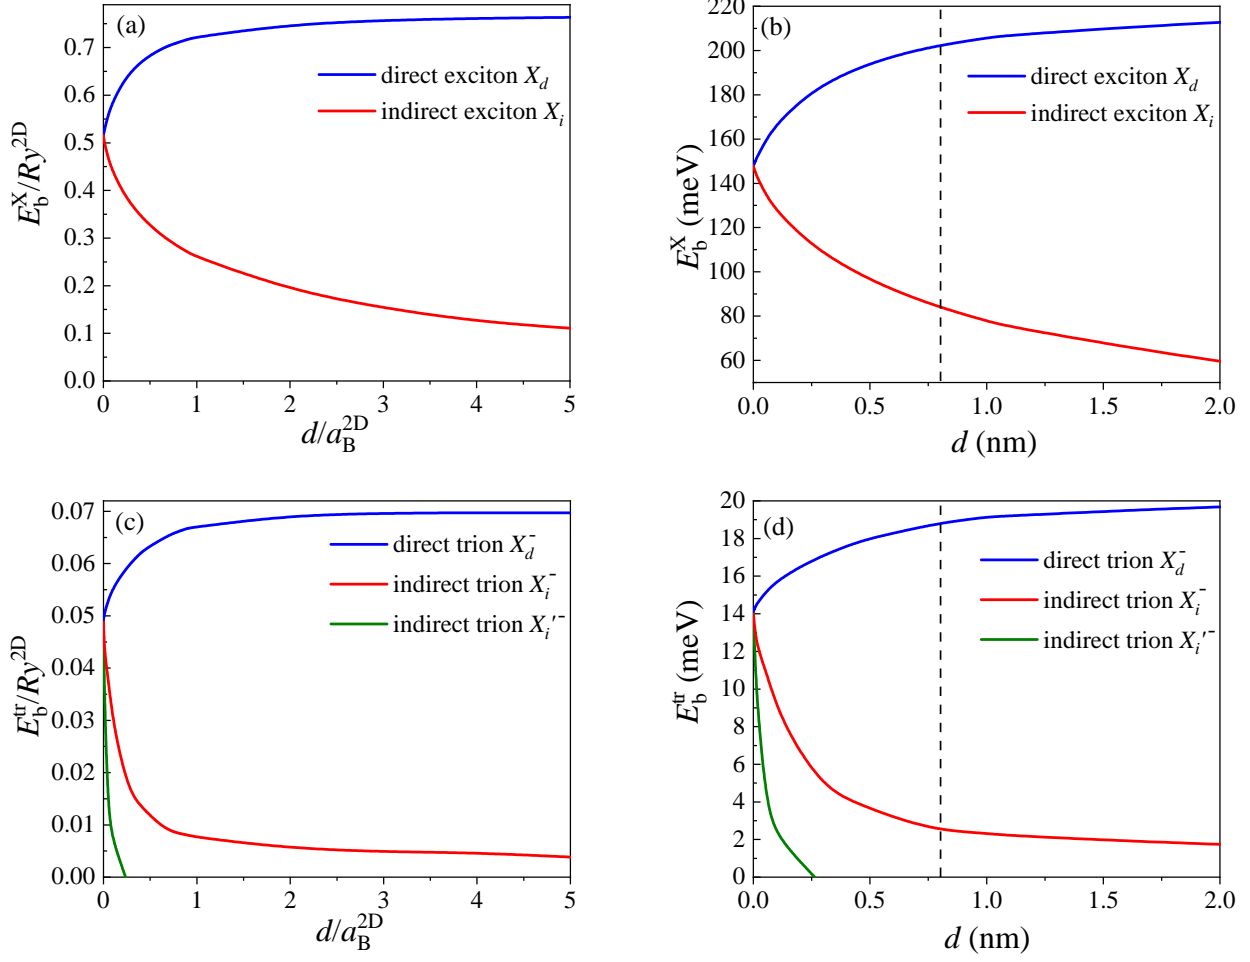 (a)
direct exciton X_d
indirect exciton X_i
E_b^X/Ry^2D
0.7
0.6
0.5
0.4
0.3
0.2
0.1
0.0
0 1 2 3 4 5
d/a_B^2D
(b)
direct exciton X_d
indirect exciton X_i
E_b^X (meV)
220
200
180
160
140
120
100
80
60
0.0 0.5 1.0 1.5 2.0
d (nm)
(c)
direct trion X_d^-
indirect trion X_i^-
indirect trion X_i'^-
E_b^tr/Ry^2D
0.07
0.06
0.05
0.04
0.03
0.02
0.01
0.00
0 1 2 3 4 5
d/a_B^2D
(d)
direct trion X_d^-
indirect trion X_i^-
indirect trion X_i'^-
E_b^tr (meV)
20
18
16
14
12
10
8
6
4
2
0
0.0 0.5 1.0 1.5 2.0
d (nm)